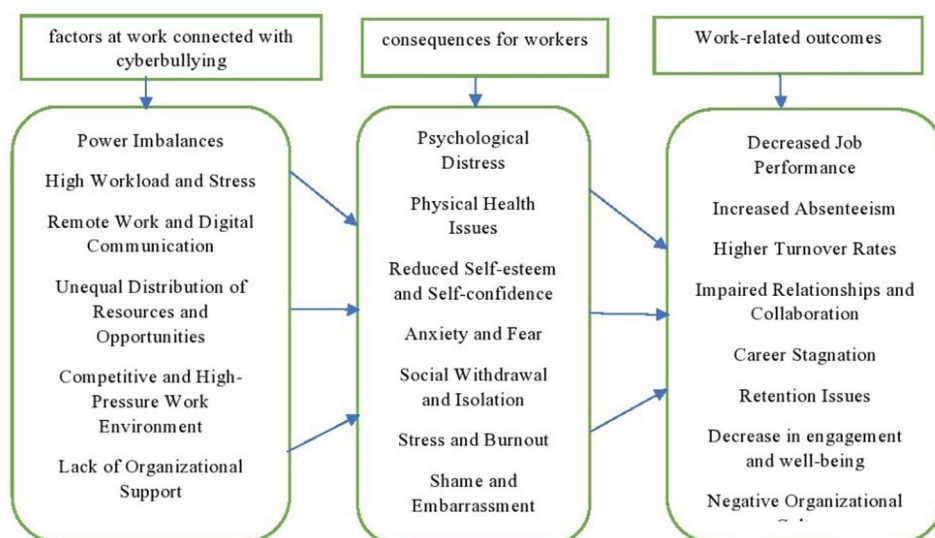 factors at work connected with
cyberbullying
consequences for workers
Work-related outcomes
Power Imbalances
High Workload and Stress
Remote Work and Digital
Communication
Unequal Distribution of
Resources and
Opportunities
Competitive and High-
Pressure Work
Environment
Lack of Organizational
Support
Psychological
Distress
Physical Health
Issues
Reduced Self-esteem
and Self-confidence
Anxiety and Fear
Social Withdrawal
and Isolation
Stress and Burnout
Shame and
Embarrassment
Decreased Job
Performance
Increased Absenteeism
Higher Turnover Rates
Impaired Relationships and
Collaboration
Career Stagnation
Retention Issues
Decrease in engagement
and well-being
Negative Organizational